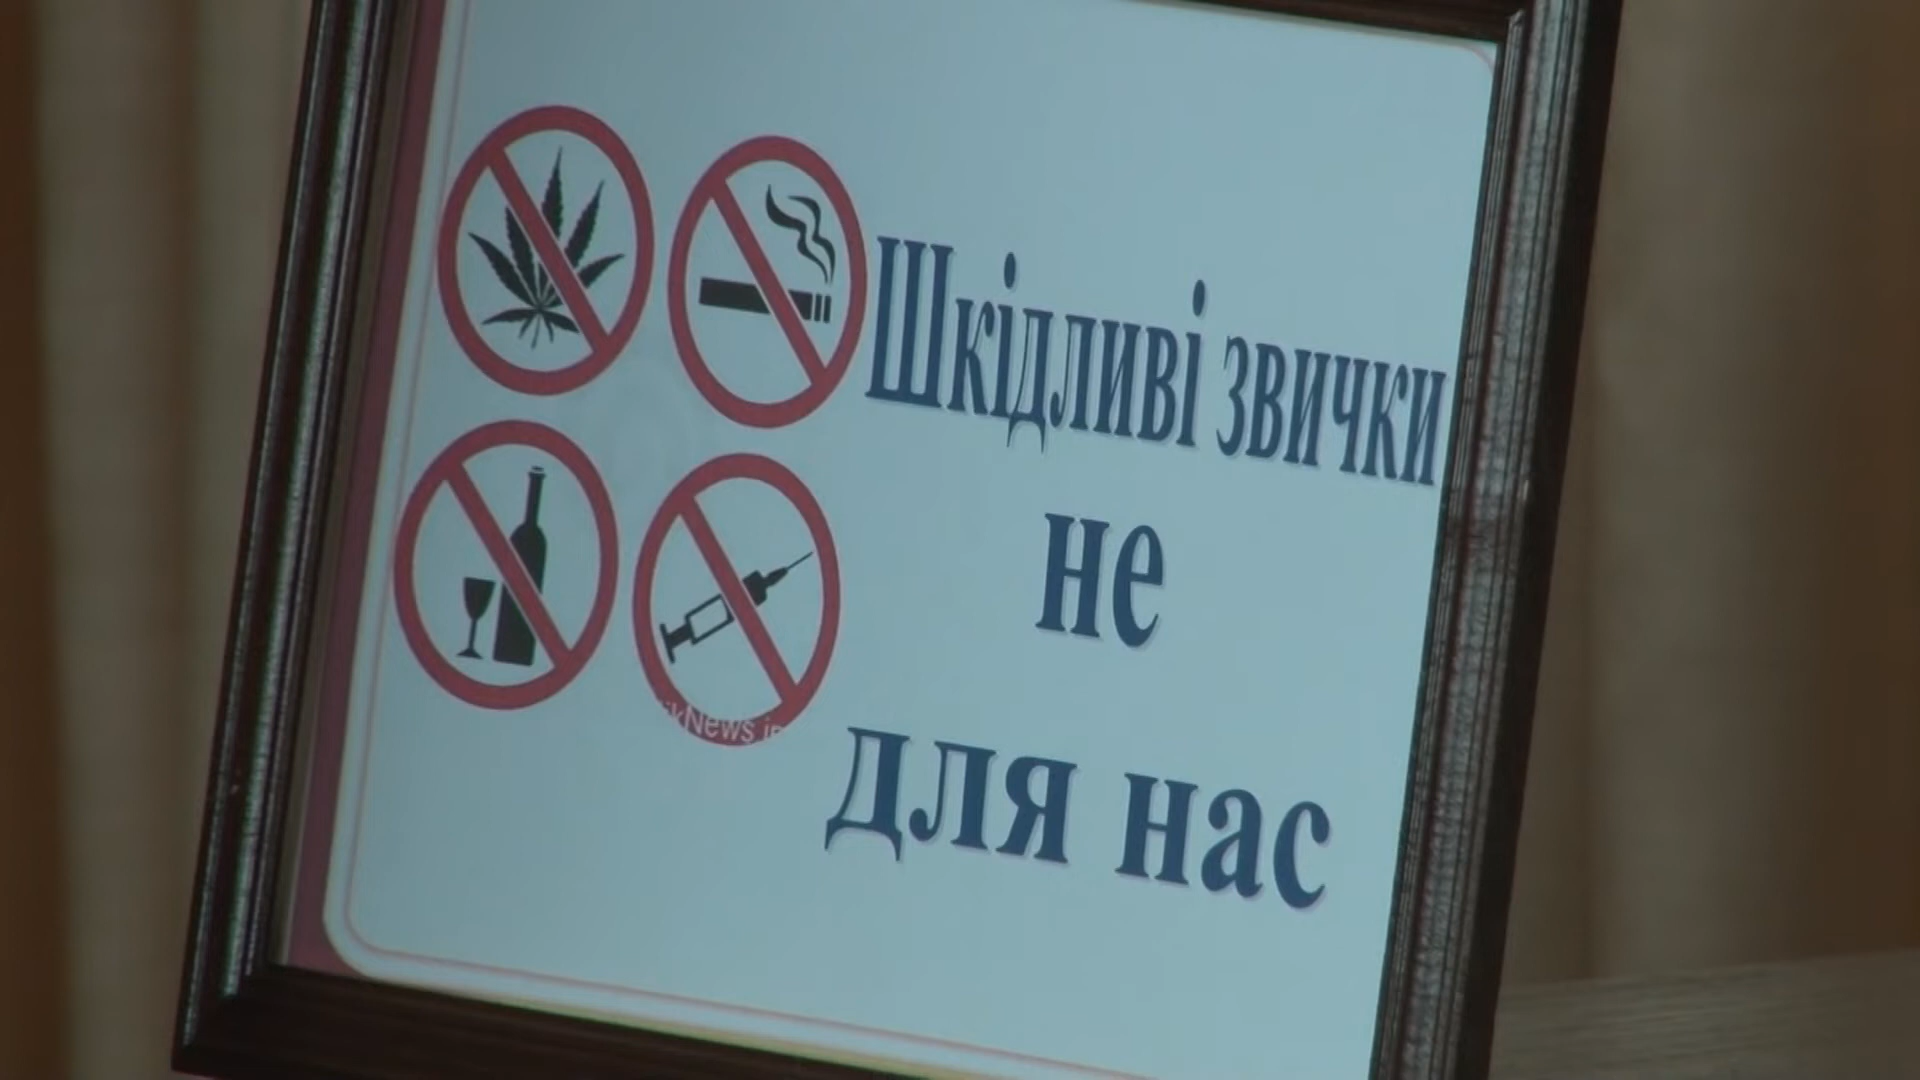 Шкідливі звички
не
для нас